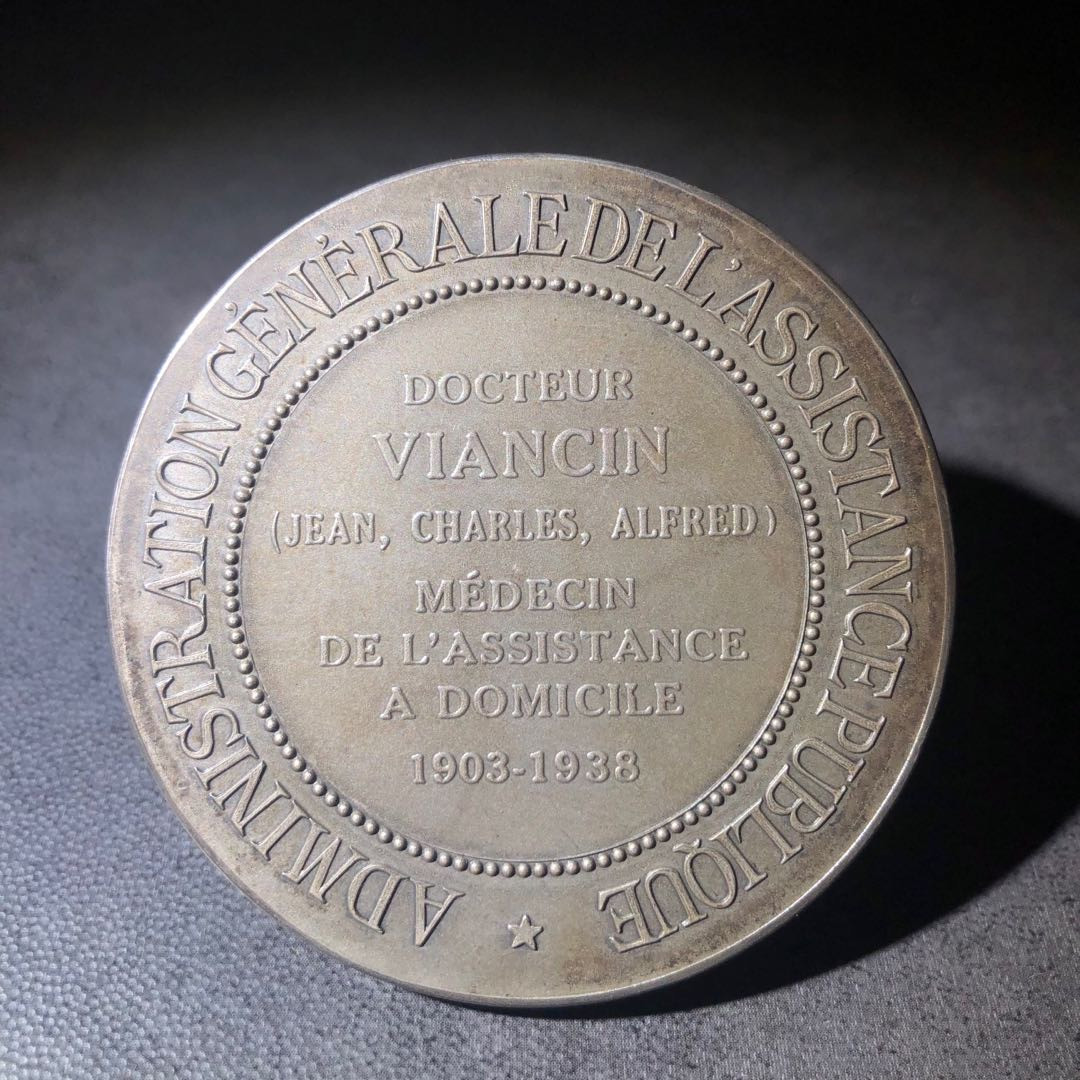 ADMINISTRATION GÉNÉRALE DE L'ASSISTANCE PUBLIQUE
DOCTEUR
VIANCIN
(JEAN, CHARLES, ALFRED)
MÉDECIN
DE L'ASSISTANCE
A DOMICILE
1903-1938